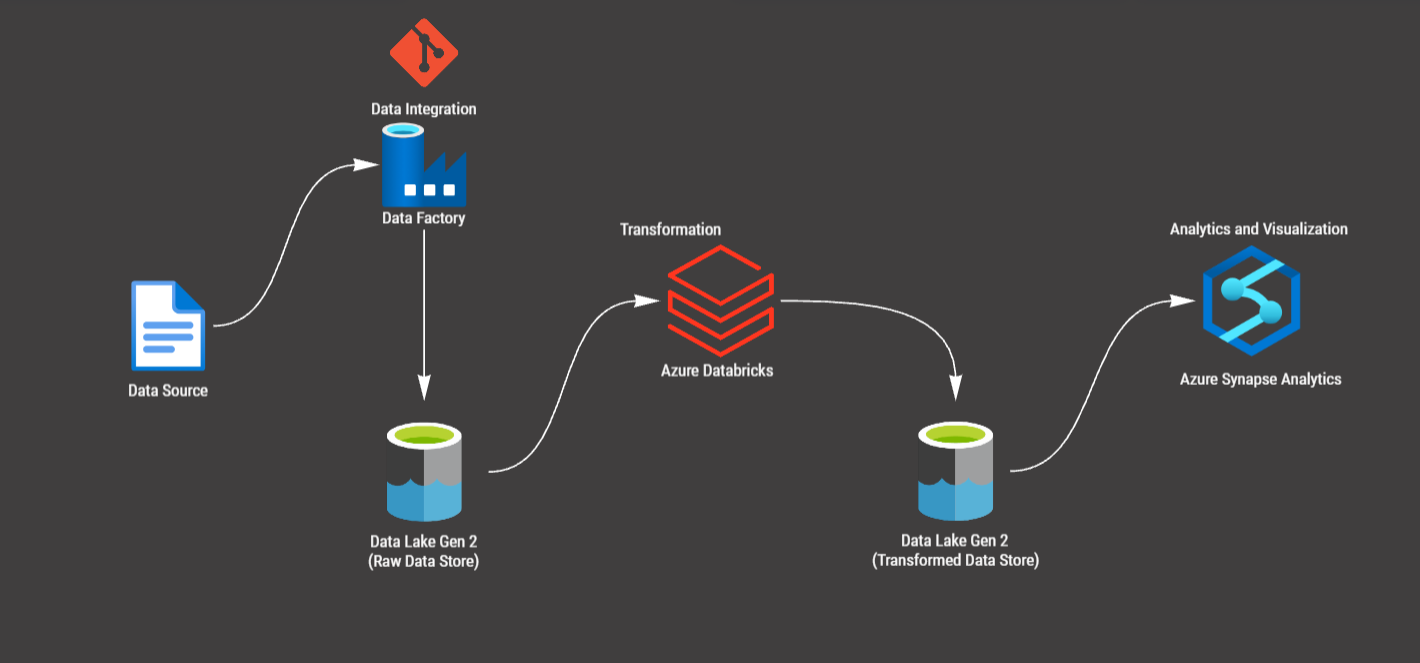 Data Integration
Data Factory
Data Source
Data Lake Gen 2
(Raw Data Store)
Transformation
Azure Databricks
Data Lake Gen 2
(Transformed Data Store)
Analytics and Visualization
Azure Synapse Analytics